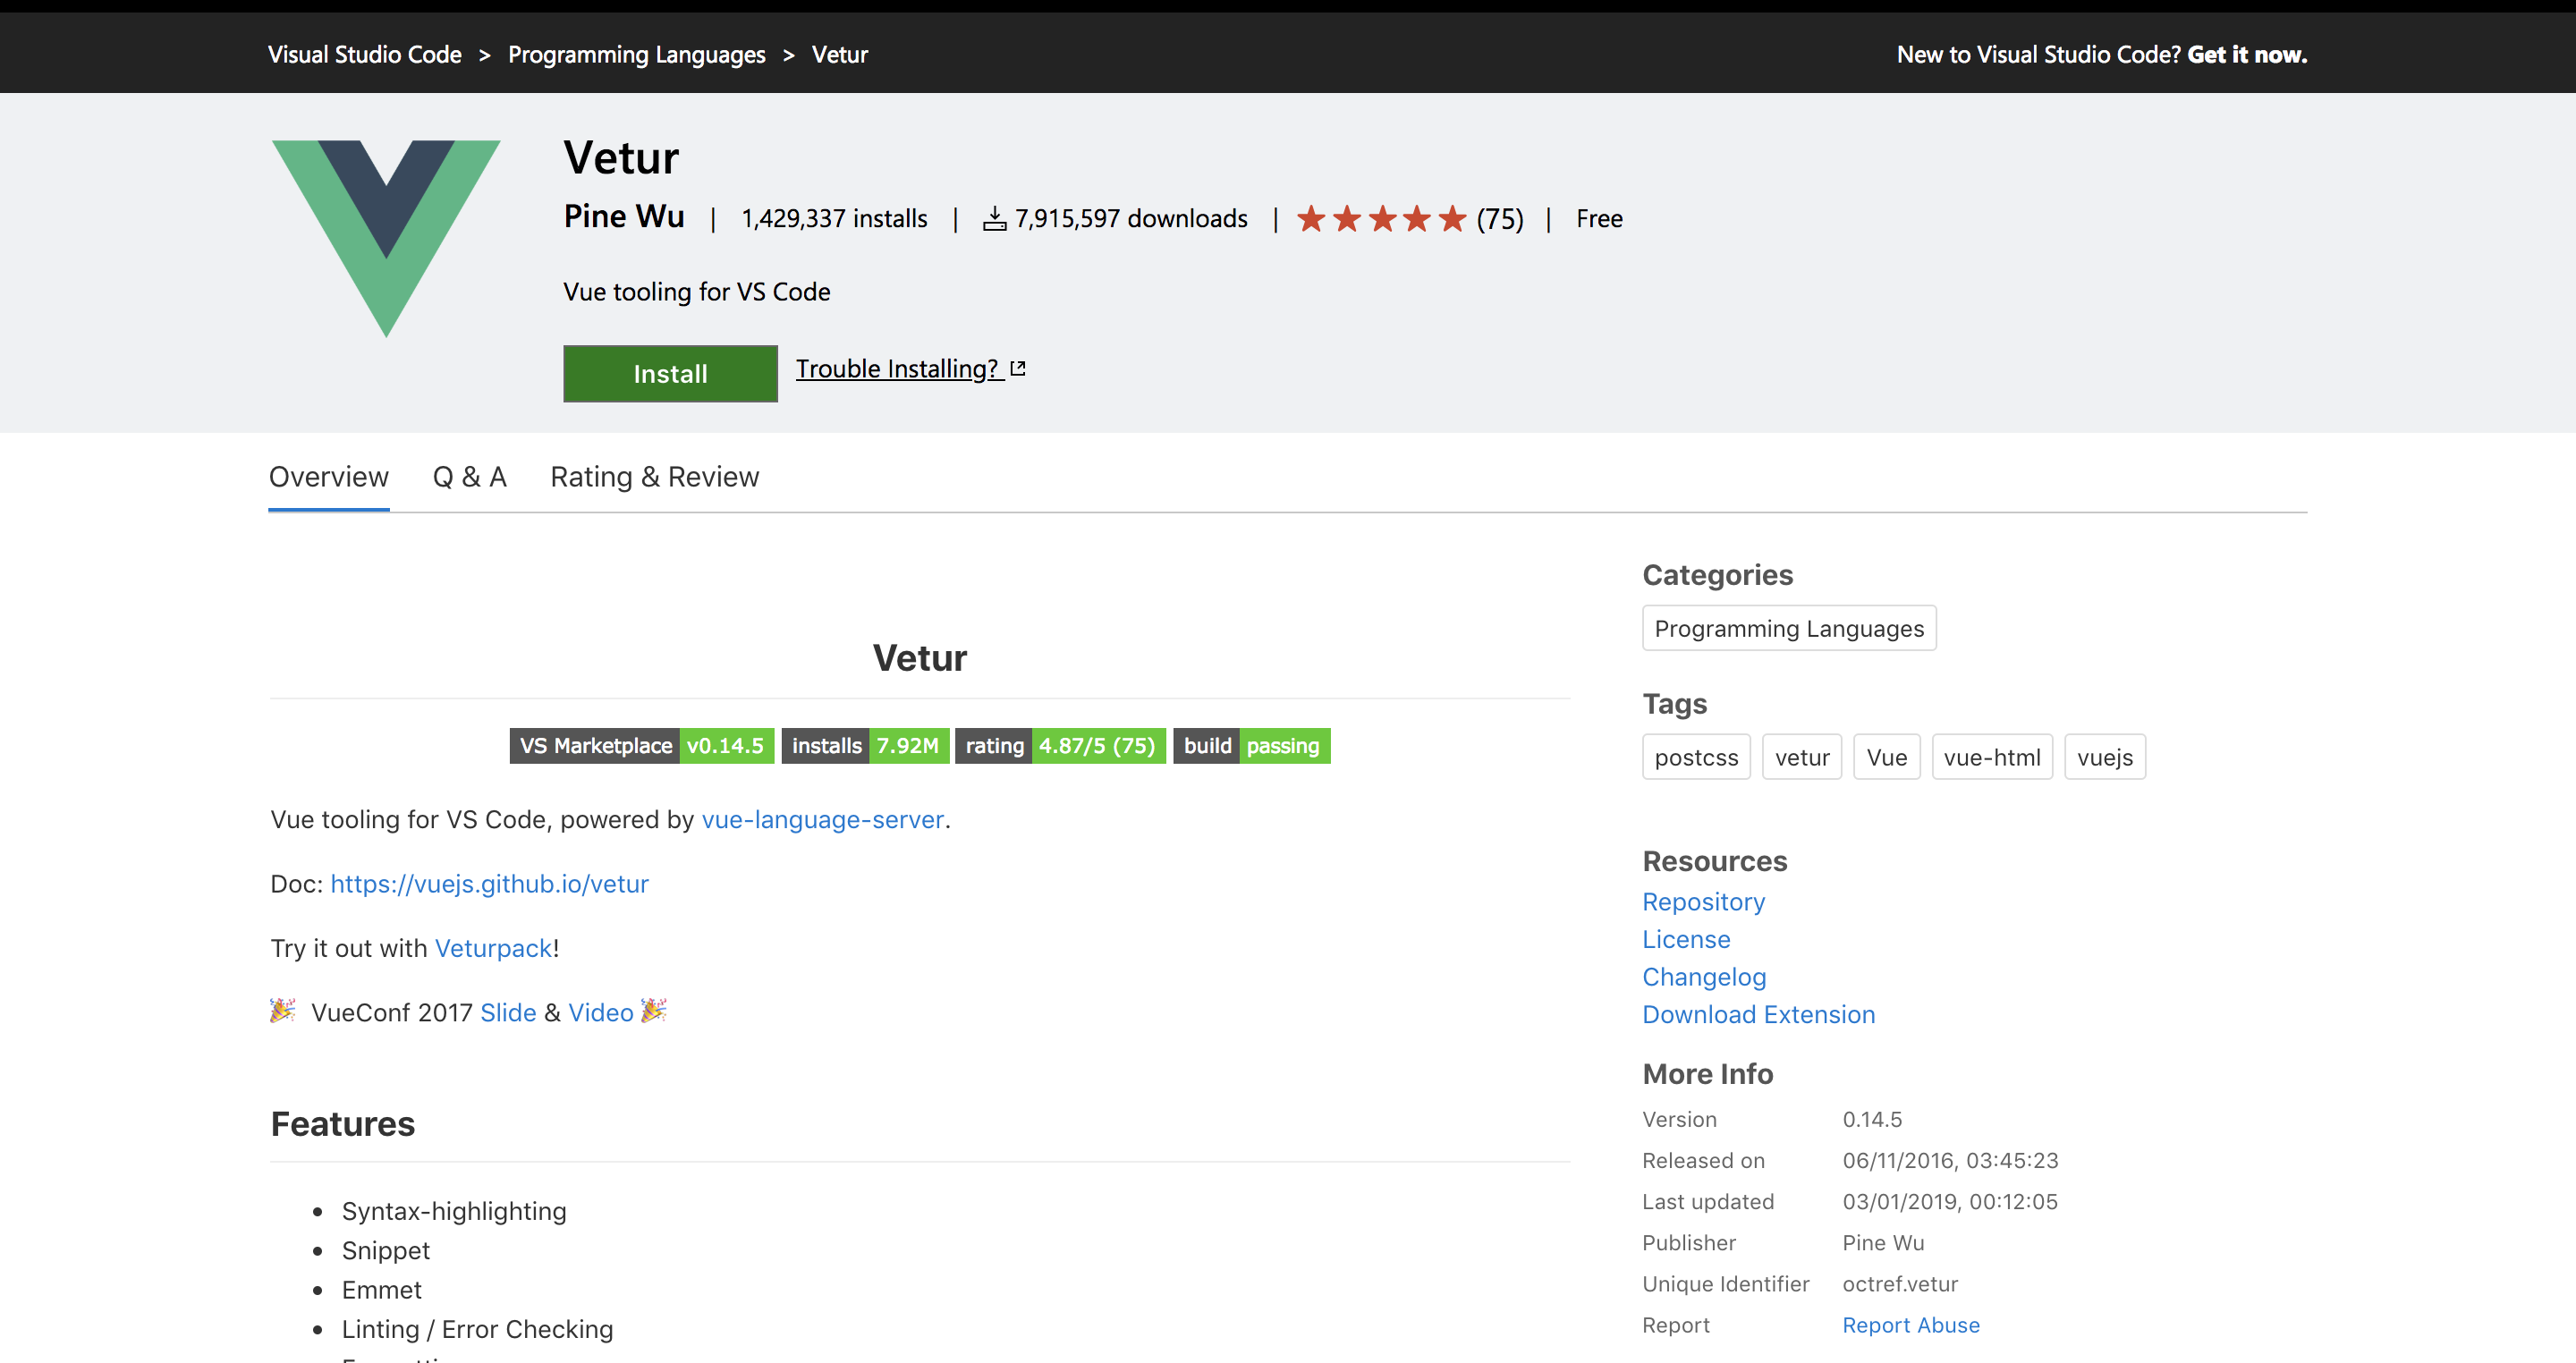 Visual Studio Code > Programming Languages > Vetur
New to Visual Studio Code? Get it now.
Vetur
Pine Wu | 1,429,337 installs | 7,915,597 downloads | (75) | Free
Vue tooling for VS Code
Install
Trouble Installing?
Overview
Q & A
Rating & Review
Vetur
VS Marketplace v0.14.5 installs 7.92M rating 4.87/5 (75) build passing
Vue tooling for VS Code, powered by vue-language-server.
Doc: https://vuejs.github.io/vetur
Try it out with Veturpack!
🎉 VueConf 2017 Slide & Video 🎉
Features
• Syntax-highlighting
• Snippet
• Emmet
• Linting / Error Checking
Categories
Programming Languages
Tags
postcss vetur Vue vue-html vuejs
Resources
Repository
License
Changelog
Download Extension
More Info
Version 0.14.5
Released on 06/11/2016, 03:45:23
Last updated 03/01/2019, 00:12:05
Publisher Pine Wu
Unique Identifier octref.vetur
Report Report Abuse